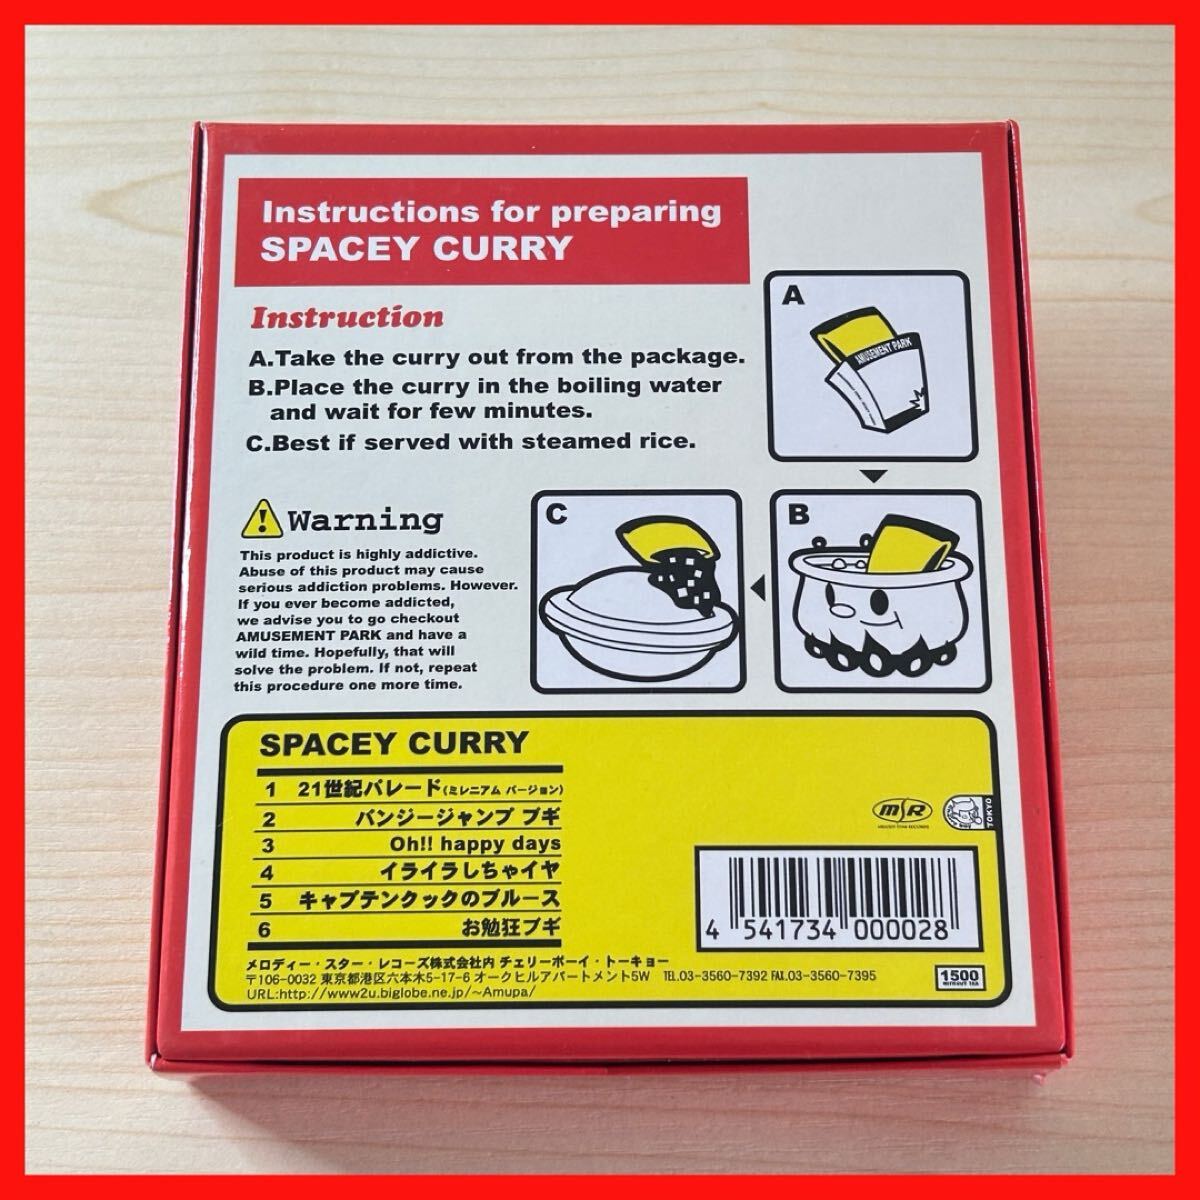 Instructions for preparing
SPACEY CURRY
Instruction
A.Take the curry out from the package.
B.Place the curry in the boiling water
and wait for few minutes.
C.Best if served with steamed rice.
A
AMUSEMENT PARK
B
C
Warning
This product is highly addictive.
Abuse of this product may cause
serious addiction problems. However.
If you ever become addicted,
we advise you to go checkout
AMUSEMENT PARK and have a
wild time. Hopefully, that will
solve the problem. If not, repeat
this procedure one more time.
SPACEY CURRY
1 21世紀パレード(ミレニアム バージョン)
2 バンジージャンプ ブギ
3 Oh!! happy days
4 イライラしちゃイヤ
5 キャプテンクックのブルース
6 お勉狂ブギ
MSR
TOKYO
4 541734 000028
メロディー・スター・レコーズ株式会社内 チェリーボーイ・トーキョー
〒106-0032 東京都港区六本木5-17-6 オークヒルアパートメント5W TEL.03-3560-7392 FAX.03-3560-7395
URL:http://www2u.biglobe.ne.jp/~Amupa/
1500
WITHOUT TAX